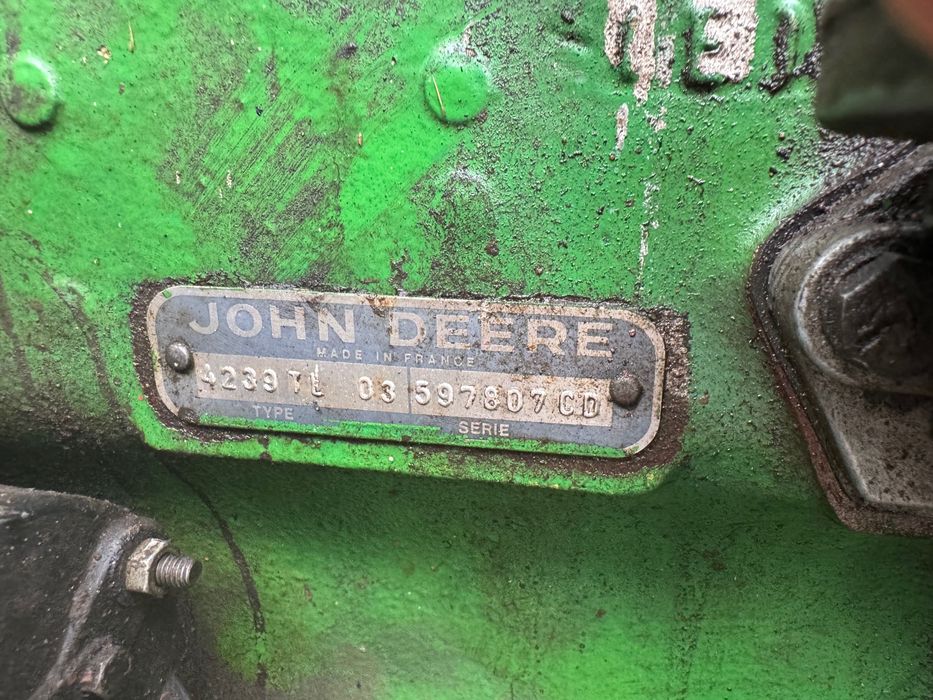 JOHN DEERE
MADE IN FRANCE
4239TL 03 597807CD
TYPE SERIE